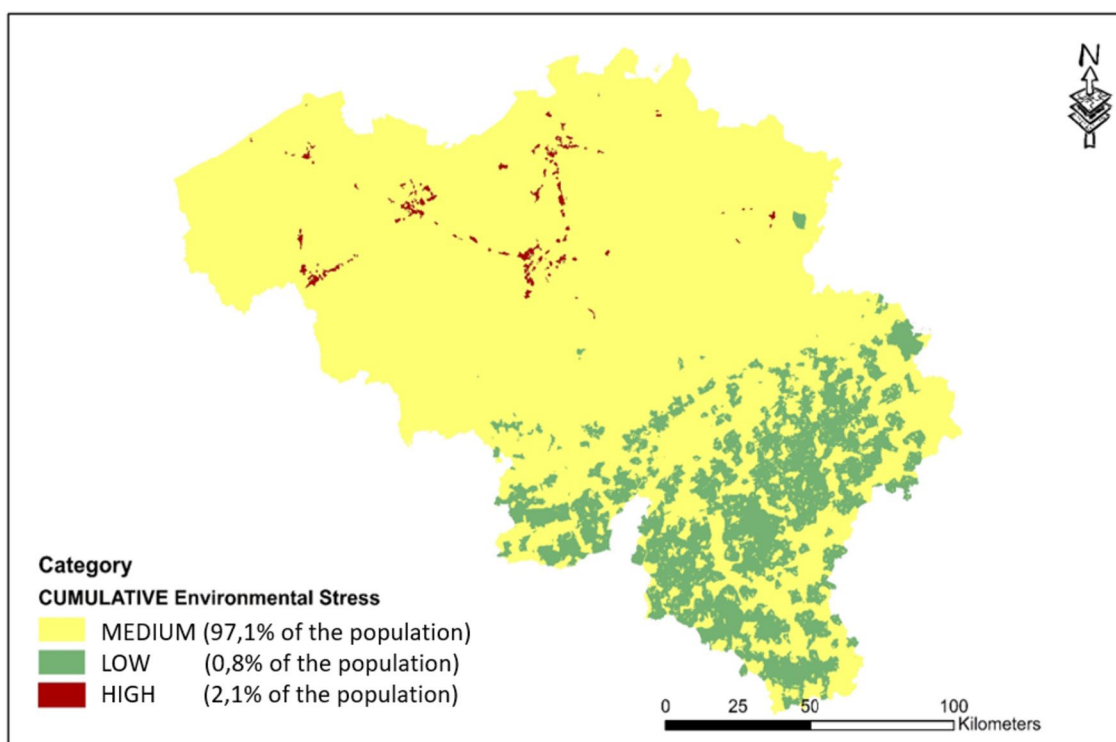 N
Category
CUMULATIVE Environmental Stress
MEDIUM (97,1% of the population)
LOW (0,8% of the population)
HIGH (2,1% of the population)
0 25 50 100
Kilometers